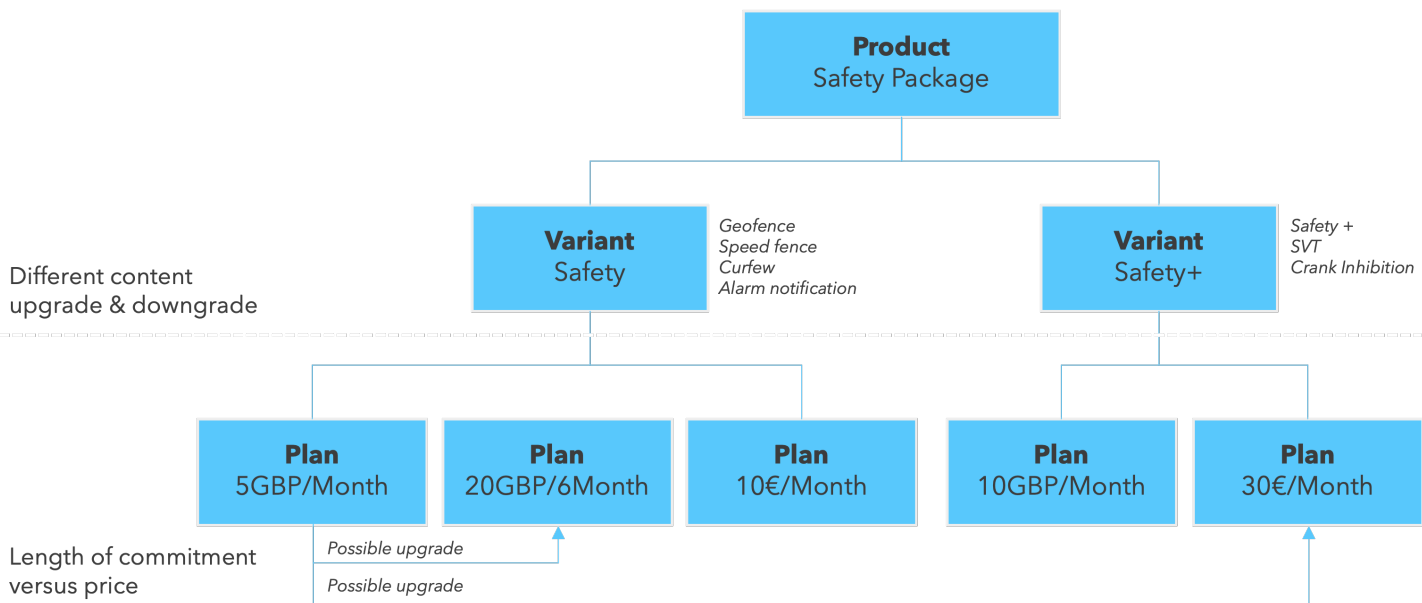 Product
Safety Package
Variant
Safety
Geofence
Speed fence
Curfew
Alarm notification
Variant
Safety+
Safety +
SVT
Crank Inhibition
Different content
upgrade & downgrade
Plan
5GBP/Month
Plan
20GBP/6Month
Plan
10€/Month
Plan
10GBP/Month
Plan
30€/Month
Length of commitment
versus price
Possible upgrade
Possible upgrade